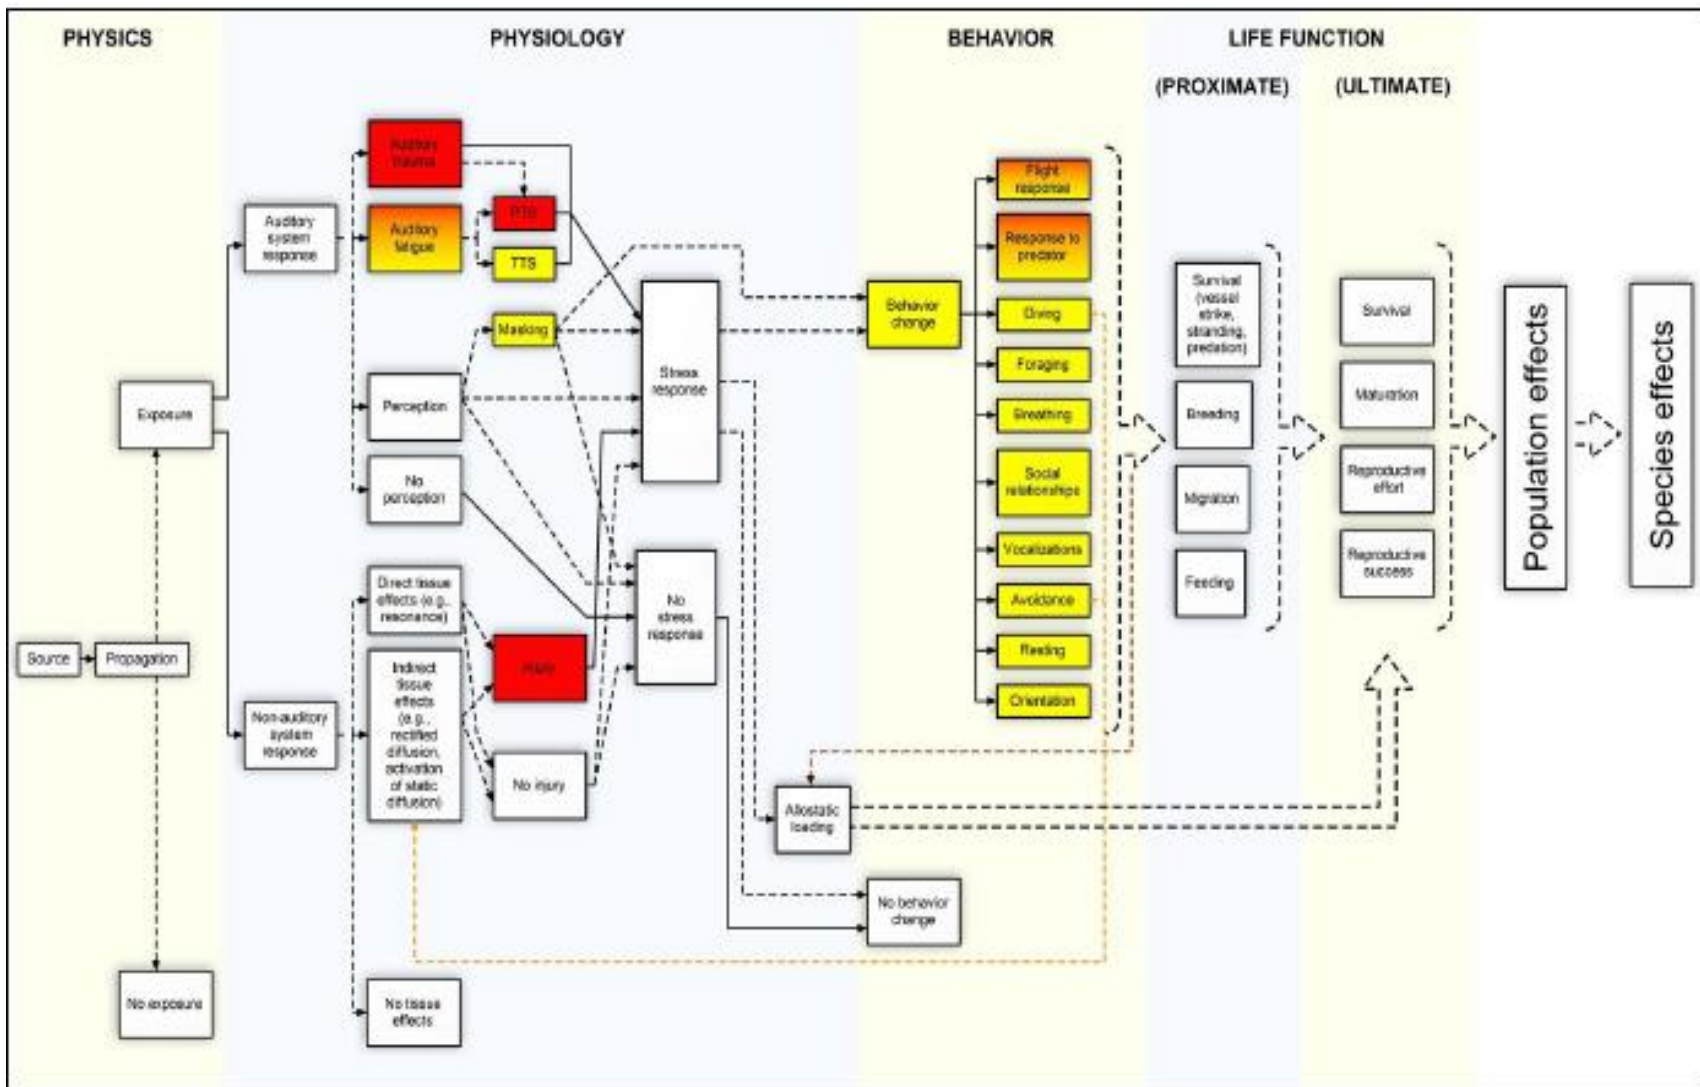 PHYSICS
PHYSIOLOGY
BEHAVIOR
LIFE FUNCTION
(PROXIMATE)
(ULTIMATE)
Source
Propagation
Exposure
No exposure
Auditory
system
response
Non-auditory
system
response
Auditory
trauma
Auditory
fatigue
PTS
TTS
Masking
Perception
No
perception
Direct tissue
effects (e.g.,
resonance)
Indirect
tissue
effects
(e.g.,
rectified
diffusion,
activation
of static
diffusion)
No injury
No tissue
effects
Stress
response
No
stress
response
Allostatic
loading
Behavior
change
No behavior
change
Flight
response
Response to
predator
Diving
Foraging
Breathing
Social
relationships
Vocalizations
Avoidance
Resting
Orientation
Survival
(vessel
strike,
stranding,
predation)
Breeding
Migration
Feeding
Survival
Maturation
Reproductive
effort
Reproductive
success
Population effects
Species effects